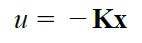 u = −Kx